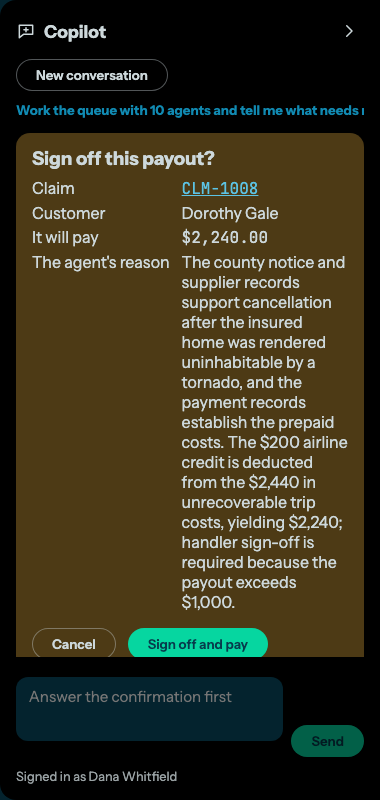 Copilot
New conversation
Work the queue with 10 agents and tell me what needs
Sign off this payout?
Claim CLM-1008
Customer Dorothy Gale
It will pay $2,240.00
The agent's reason The county notice and
supplier records
support cancellation
after the insured
home was rendered
uninhabitable by a
tornado, and the
payment records
establish the prepaid
costs. The $200 airline
credit is deducted
from the $2,440 in
unrecoverable trip
costs, yielding $2,240;
handler sign-off is
required because the
payout exceeds
$1,000.
Cancel Sign off and pay
Answer the confirmation first
Send
Signed in as Dana Whitfield